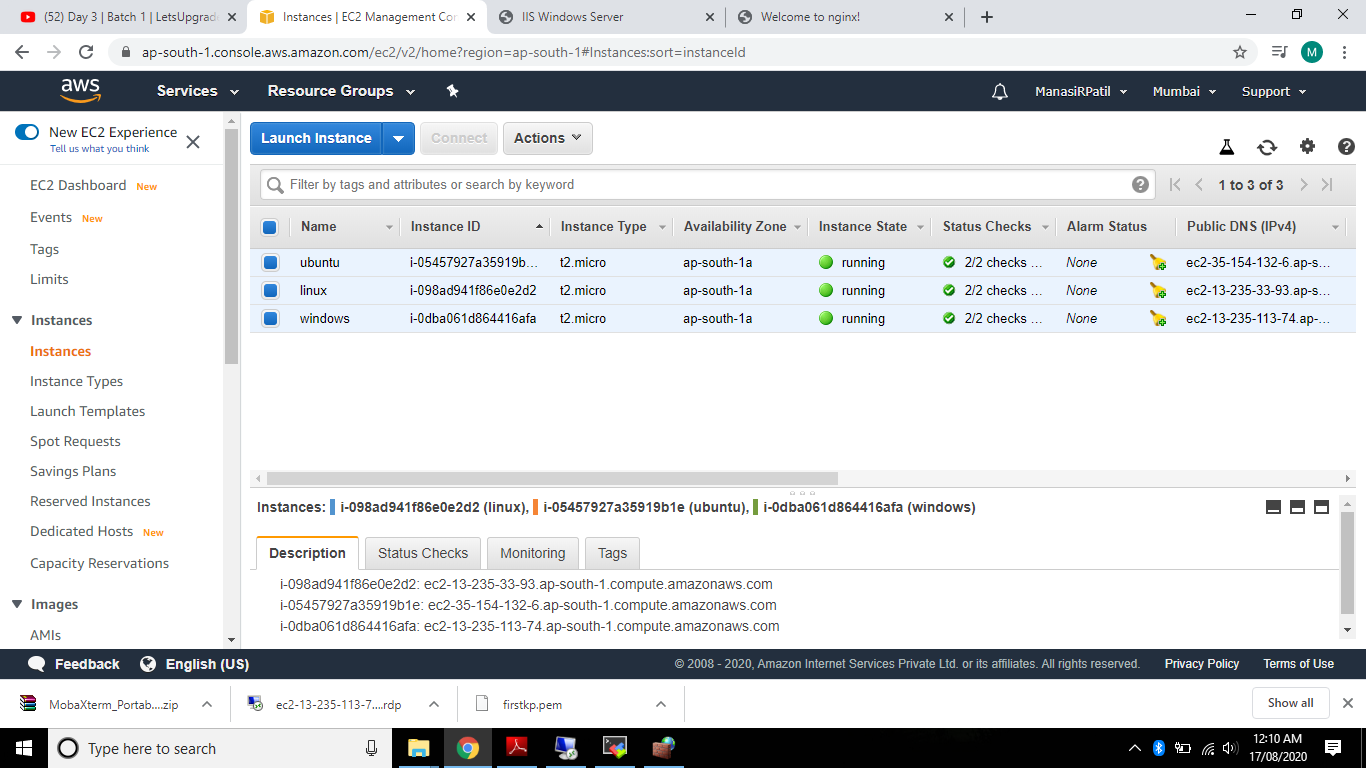 (52) Day 3 | Batch 1 | LetsUpgrad
Instances | EC2 Management Con
IIS Windows Server
Welcome to nginx!
ap-south-1.console.aws.amazon.com/ec2/v2/home?region=ap-south-1#Instances:sort=instanceId
M
aws
Services
Resource Groups
ManasiRPatil
Mumbai
Support
New EC2 Experience
Tell us what you think
EC2 Dashboard New
Events New
Tags
Limits
Instances
Instances
Instance Types
Launch Templates
Spot Requests
Savings Plans
Reserved Instances
Dedicated Hosts New
Capacity Reservations
Images
AMIs
Launch Instance
Connect
Actions
Filter by tags and attributes or search by keyword
1 to 3 of 3
Name Instance ID Instance Type Availability Zone Instance State Status Checks Alarm Status Public DNS (IPv4)
ubuntu i-05457927a35919b... t2.micro ap-south-1a running 2/2 checks ... None ec2-35-154-132-6.ap-s...
linux i-098ad941f86e0e2d2 t2.micro ap-south-1a running 2/2 checks ... None ec2-13-235-33-93.ap-s...
windows i-0dba061d864416afa t2.micro ap-south-1a running 2/2 checks ... None ec2-13-235-113-74.ap-...
Instances: i-098ad941f86e0e2d2 (linux), i-05457927a35919b1e (ubuntu), i-0dba061d864416afa (windows)
Description Status Checks Monitoring Tags
i-098ad941f86e0e2d2: ec2-13-235-33-93.ap-south-1.compute.amazonaws.com
i-05457927a35919b1e: ec2-35-154-132-6.ap-south-1.compute.amazonaws.com
i-0dba061d864416afa: ec2-13-235-113-74.ap-south-1.compute.amazonaws.com
Feedback English (US) © 2008 - 2020, Amazon Internet Services Private Ltd. or its affiliates. All rights reserved. Privacy Policy Terms of Use
MobaXterm_Portab....zip
ec2-13-235-113-7....rdp
firstkp.pem
Show all
Type here to search
12:10 AM
17/08/2020